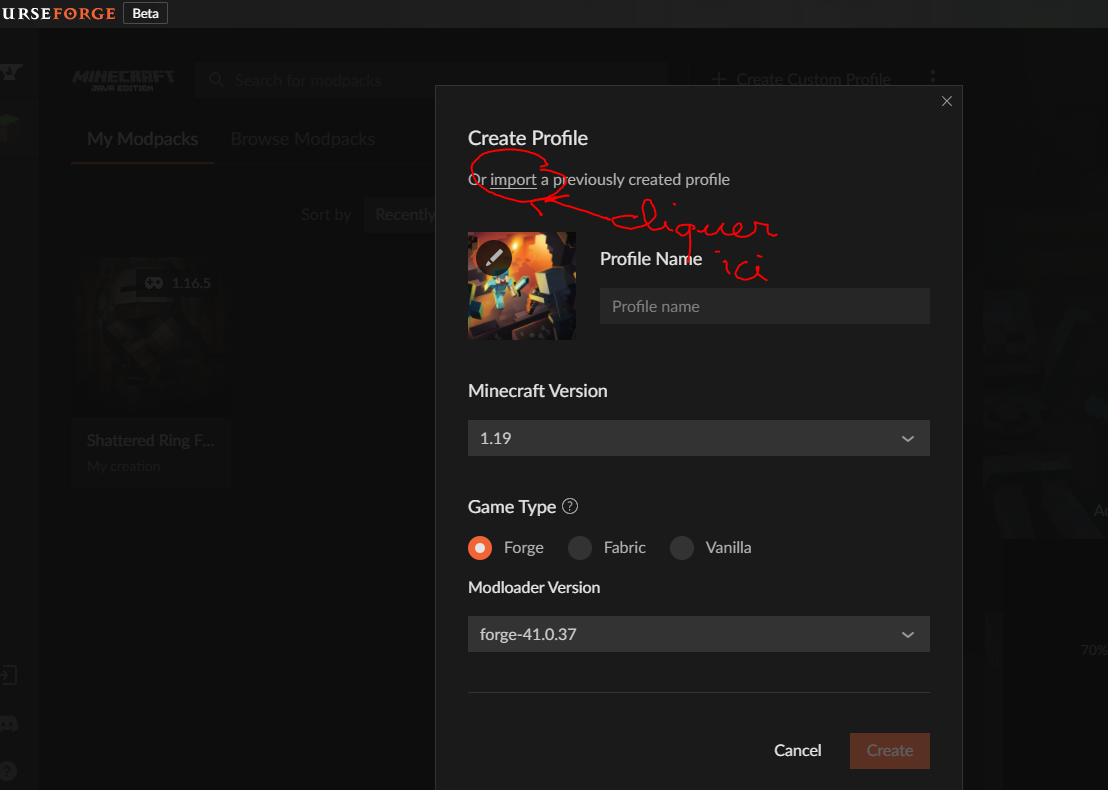 URSEFORGE Beta
MINECRAFT
JAVA EDITION
Search for modpacks
+ Create Custom Profile
My Modpacks
Browse Modpacks
Sort by
Recently
1.16.5
Shattered Ring F...
My creation
Create Profile
Or import a previously created profile
cliquer
ici
Profile Name
Profile name
Minecraft Version
1.19
Game Type ?
Forge
Fabric
Vanilla
Modloader Version
forge-41.0.37
Cancel
Create
70%